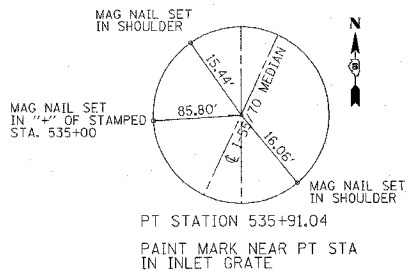 MAG NAIL SET
IN SHOULDER
N
15.44'
℄ I-55/70 MEDIAN
MAG NAIL SET
IN "+" OF STAMPED
STA. 535+00
85.80'
16.06'
MAG NAIL SET
IN SHOULDER
PT STATION 535+91.04
PAINT MARK NEAR PT STA
IN INLET GRATE